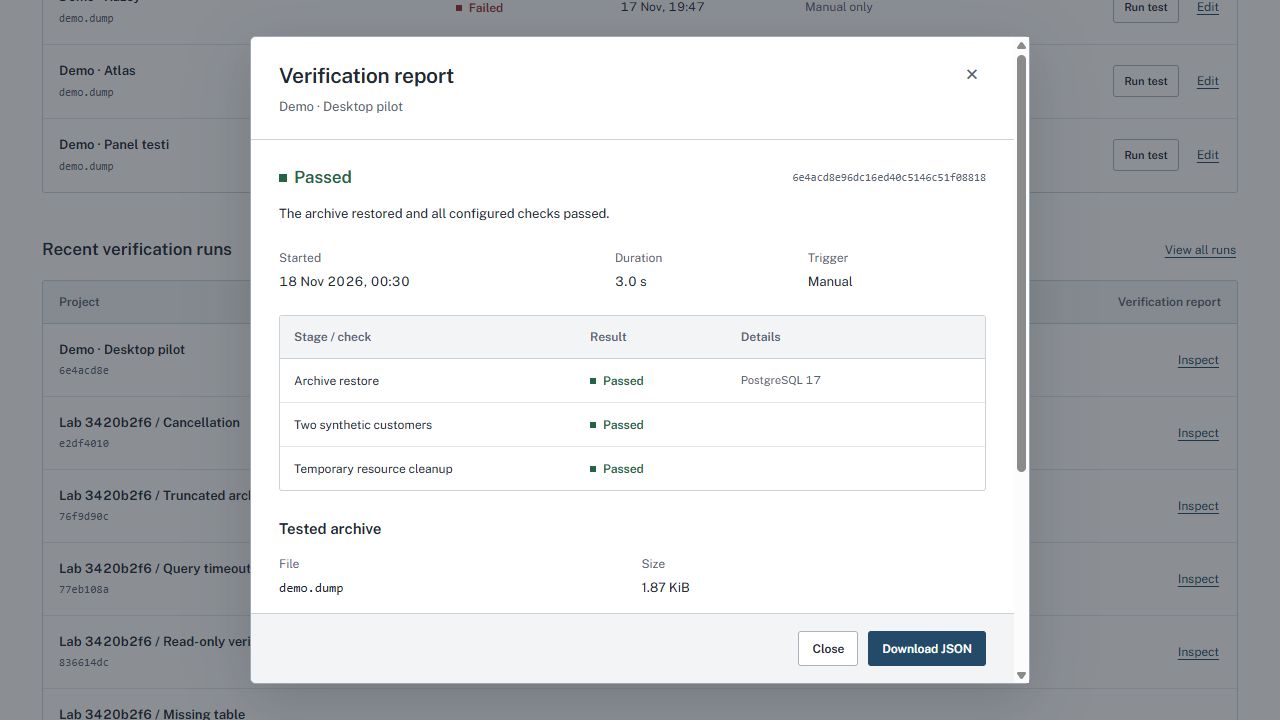 demo.dump
Failed
17 Nov, 19:47
Manual only
Run test
Edit
Demo · Atlas
demo.dump
Run test
Edit
Demo · Panel testi
demo.dump
Run test
Edit
Recent verification runs
View all runs
Project
Verification report
Demo · Desktop pilot
6e4acd8e
Inspect
Lab 3420b2f6 / Cancellation
e2df4010
Inspect
Lab 3420b2f6 / Truncated
76f9d90c
Inspect
Lab 3420b2f6 / Query timeout
77eb108a
Inspect
Lab 3420b2f6 / Read-only
836614dc
Inspect
Lab 3420b2f6 / Missing table
Verification report
✕
Demo · Desktop pilot
Passed
6e4acd8e96dc16ed40c5146c51f08818
The archive restored and all configured checks passed.
Started
Duration
Trigger
18 Nov 2026, 00:30
3.0 s
Manual
Stage / check
Result
Details
Archive restore
Passed
PostgreSQL 17
Two synthetic customers
Passed
Temporary resource cleanup
Passed
Tested archive
File
Size
demo.dump
1.87 KiB
Close
Download JSON